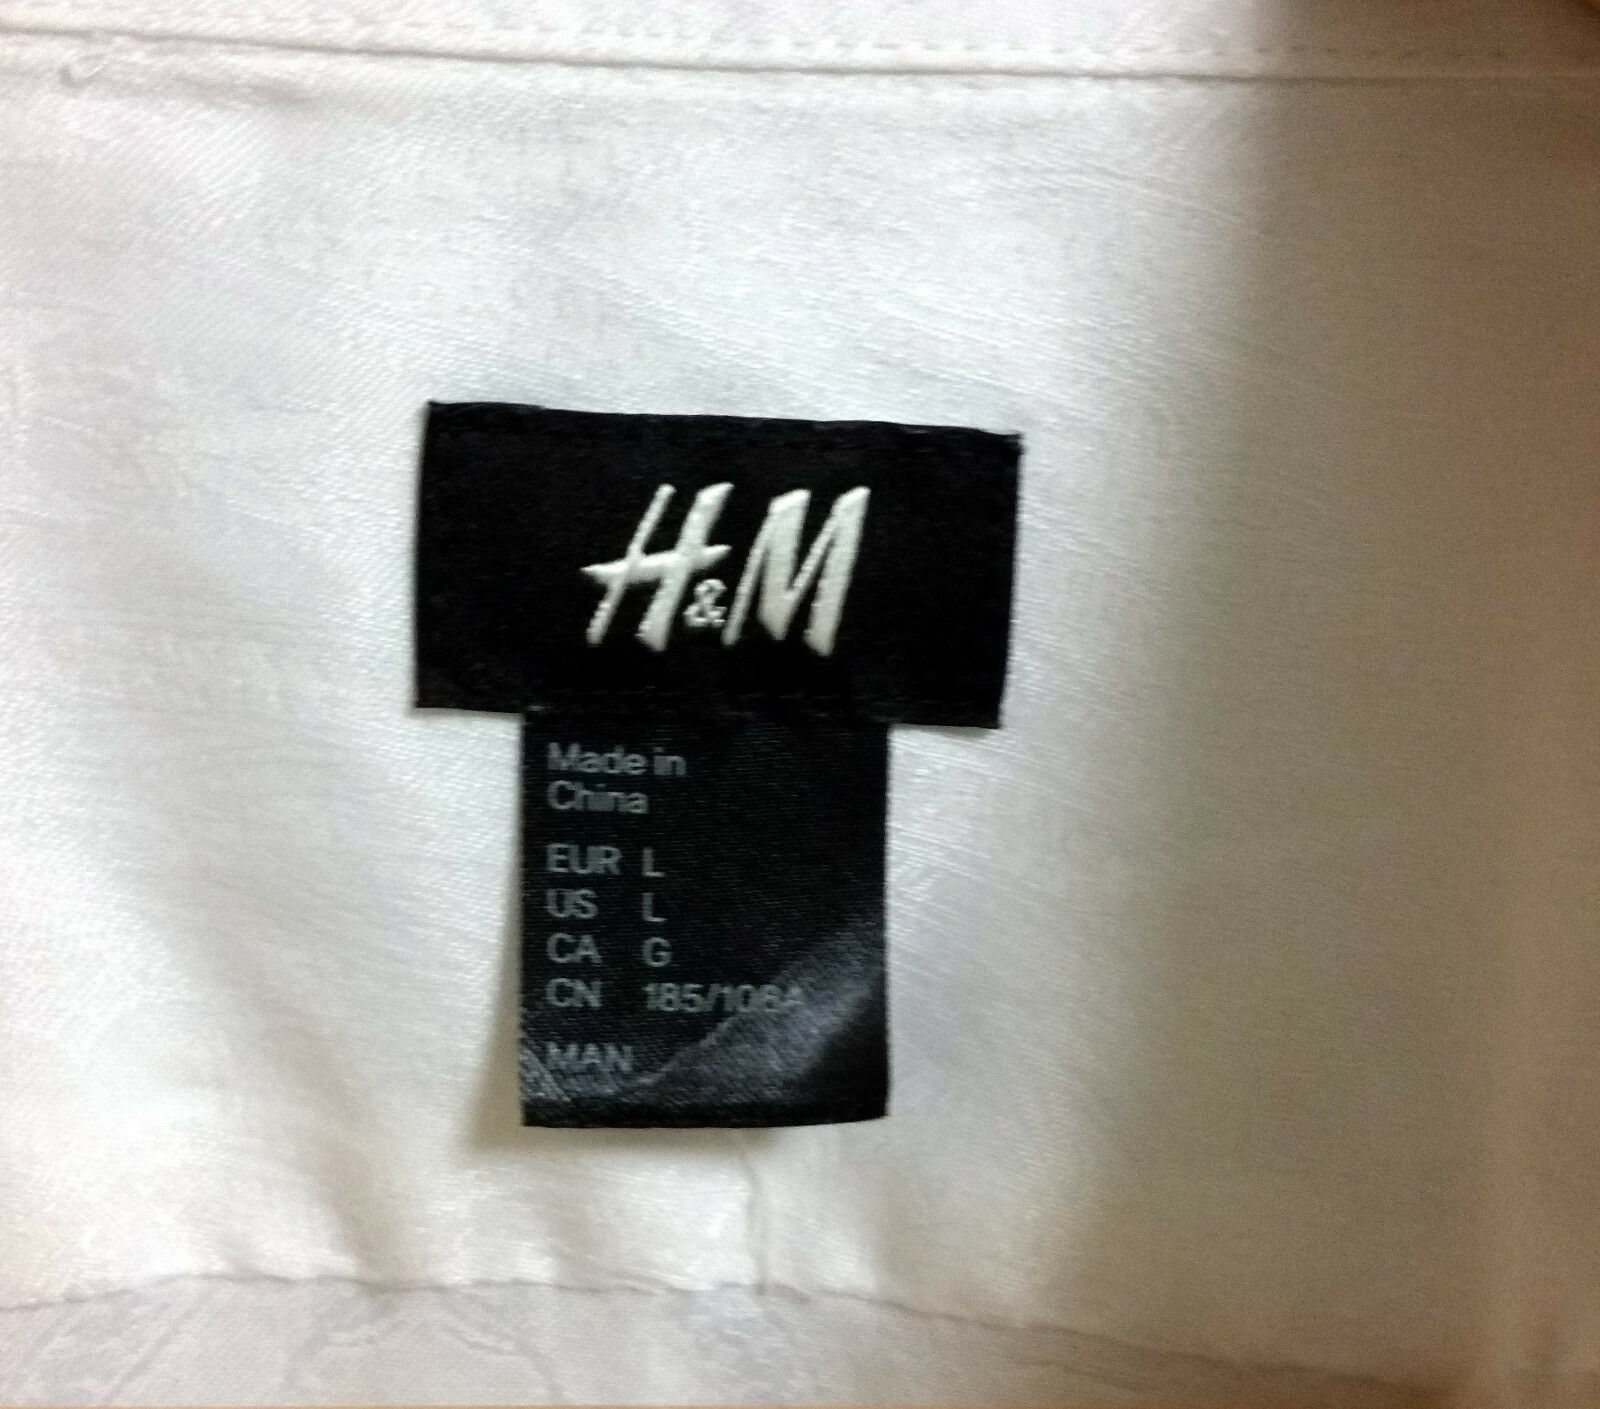 H&M
Made in
China
EUR L
US L
CA G
CN 185/108A
MAN